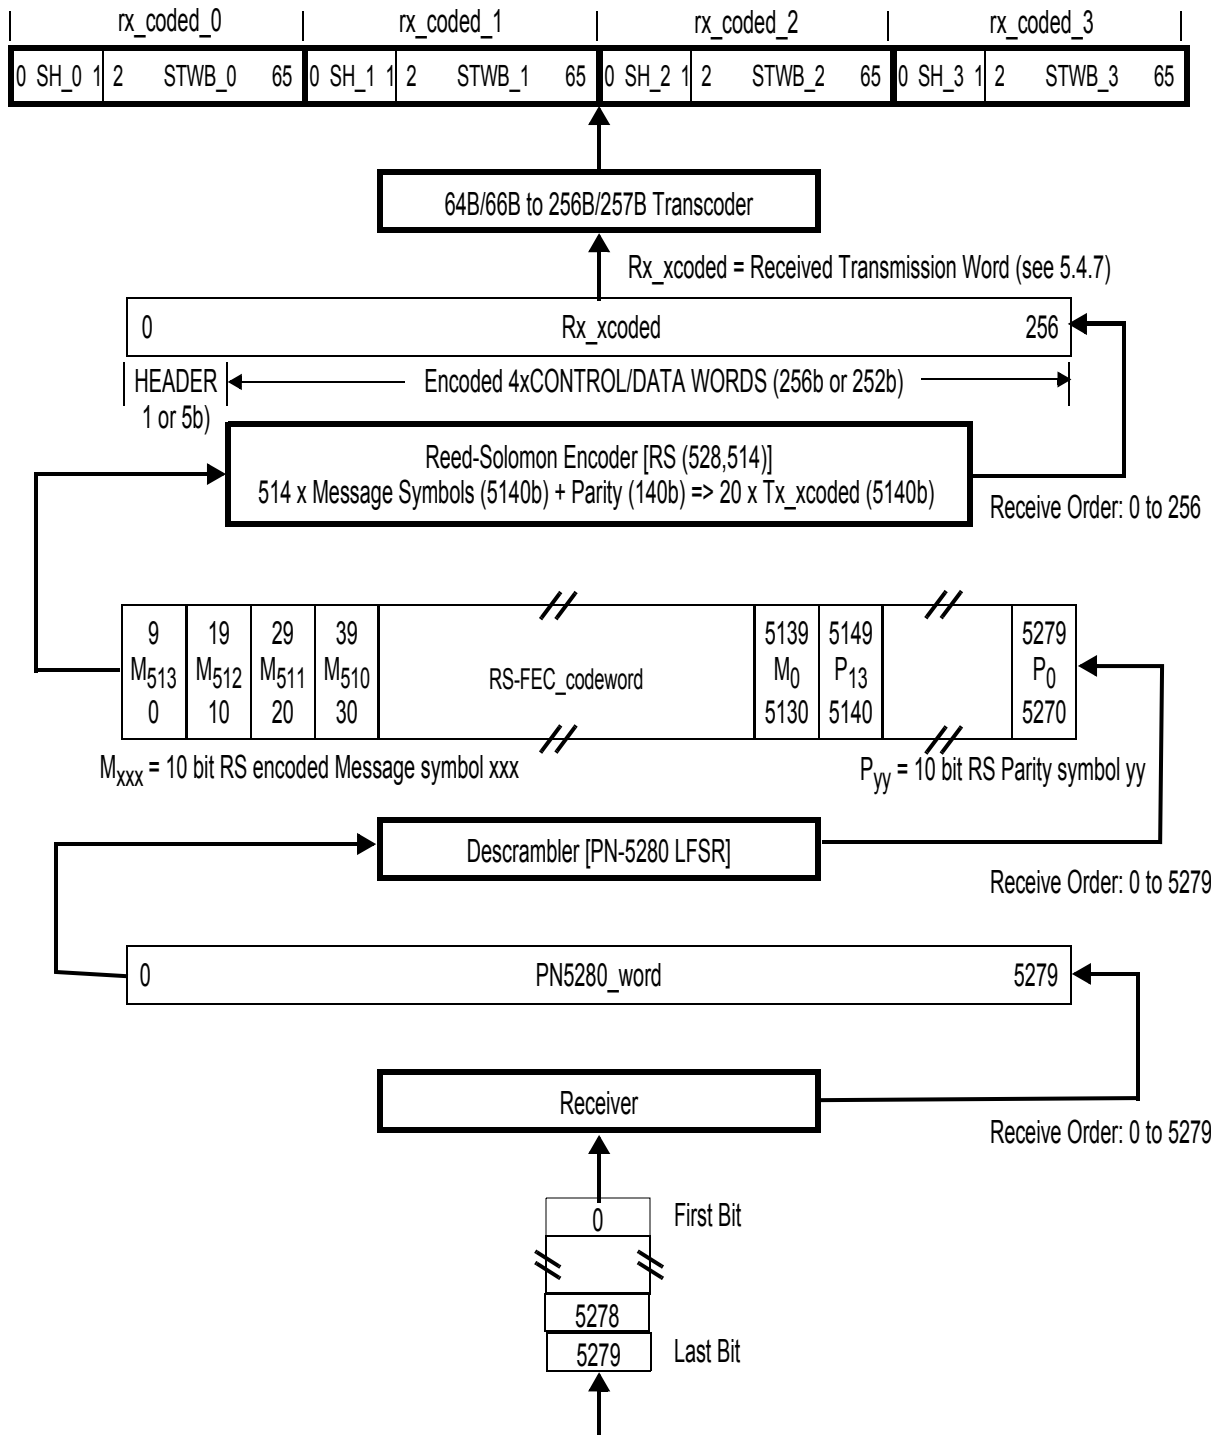 rx_coded_0 rx_coded_1 rx_coded_2 rx_coded_3
0 SH_0 1 2 STWB_0 65 0 SH_1 1 2 STWB_1 65 0 SH_2 1 2 STWB_2 65 0 SH_3 1 2 STWB_3 65
64B/66B to 256B/257B Transcoder
Rx_xcoded = Received Transmission Word (see 5.4.7)
0 Rx_xcoded 256
HEADER Encoded 4xCONTROL/DATA WORDS (256b or 252b)
1 or 5b)
Reed-Solomon Encoder [RS (528,514)]
514 x Message Symbols (5140b) + Parity (140b) => 20 x Tx_xcoded (5140b)
Receive Order: 0 to 256
9 19 29 39 5139 5149 5279
M513 M512 M511 M510 RS-FEC_codeword M0 P13 P0
0 10 20 30 5130 5140 5270
Mxxx = 10 bit RS encoded Message symbol xxx Pyy = 10 bit RS Parity symbol yy
Descrambler [PN-5280 LFSR]
Receive Order: 0 to 5279
0 PN5280_word 5279
Receiver
Receive Order: 0 to 5279
0 First Bit
5278
5279 Last Bit